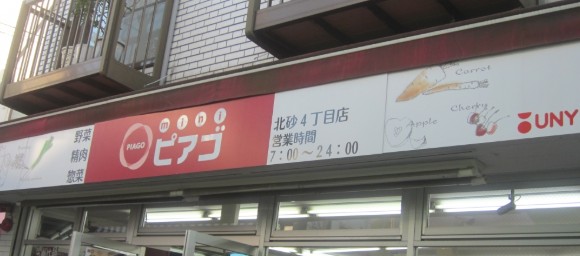 野菜
精肉
惣菜
PIAGO
mini
ピアゴ
北砂4丁目店
営業時間
7:00~24:00
Carrot
Apple
Cherry
UNY